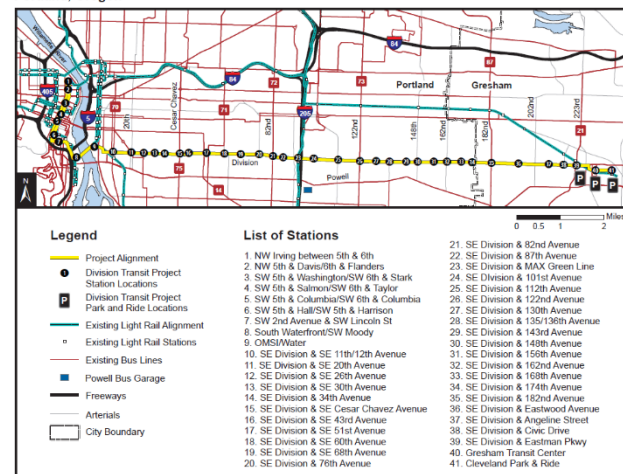 Willamette River
84
405
5
84
205
72
73
87
Portland
Gresham
70
20th
Cesar Chavez
71
82nd
122nd
148th
162nd
182nd
202nd
223rd
21
Division
Powell
75
14
P P P
N
Miles
0 0.5 1 2
Legend
Project Alignment
Division Transit Project
Station Locations
P
Division Transit Project
Park and Ride Locations
Existing Light Rail Alignment
Existing Light Rail Stations
Existing Bus Lines
Powell Bus Garage
Freeways
Arterials
City Boundary
List of Stations
1. NW Irving between 5th & 6th
2. NW 5th & Davis/6th & Flanders
3. SW 5th & Washington/SW 6th & Stark
4. SW 5th & Salmon/SW 6th & Taylor
5. SW 5th & Columbia/SW 6th & Columbia
6. SW 5th & Hall/SW 5th & Harrison
7. SW 2nd Avenue & SW Lincoln St
8. South Waterfront/SW Moody
9. OMSI/Water
10. SE Division & SE 11th/12th Avenue
11. SE Division & SE 20th Avenue
12. SE Division & SE 26th Avenue
13. SE Division & SE 30th Avenue
14. SE Division & 34th Avenue
15. SE Division & SE Cesar Chavez Avenue
16. SE Division & SE 43rd Avenue
17. SE Division & SE 51st Avenue
18. SE Division & SE 60th Avenue
19. SE Division & SE 68th Avenue
20. SE Division & 76th Avenue
21. SE Division & 82nd Avenue
22. SE Division & 87th Avenue
23. SE Division & MAX Green Line
24. SE Division & 101st Avenue
25. SE Division & 112th Avenue
26. SE Division & 122nd Avenue
27. SE Division & 130th Avenue
28. SE Division & 135/136th Avenue
29. SE Division & 143rd Avenue
30. SE Division & 148th Avenue
31. SE Division & 156th Avenue
32. SE Division & 162nd Avenue
33. SE Division & 168th Avenue
34. SE Division & 174th Avenue
35. SE Division & 182nd Avenue
36. SE Division & Eastwood Avenue
37. SE Division & Angeline Street
38. SE Division & Civic Drive
39. SE Division & Eastman Pkwy
40. Gresham Transit Center
41. Cleveland Park & Ride